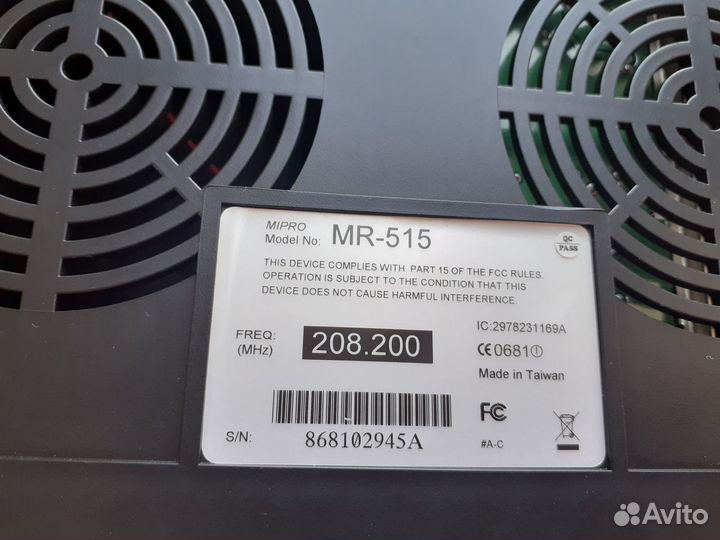 MIPRO
Model No: MR-515
QC
PASS
THIS DEVICE COMPLIES WITH PART 15 OF THE FCC RULES.
OPERATION IS SUBJECT TO THE CONDITION THAT THIS
DEVICE DOES NOT CAUSE HARMFUL INTERFERENCE.
FREQ:
(MHz)
208.200
IC:2978231169A
CE0681
Made in Taiwan
S/N: 868102945A
FC
#A-C
Avito